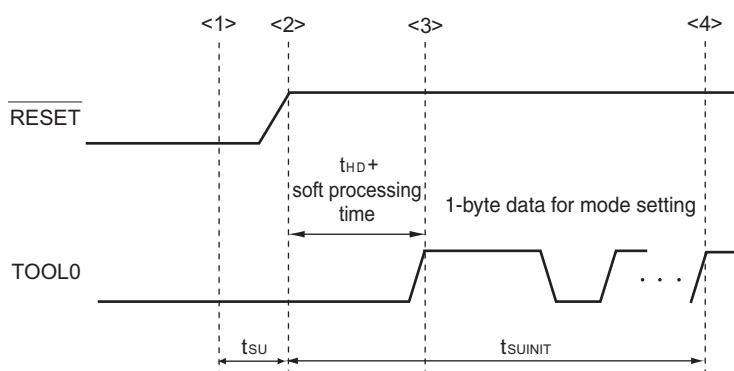 <1> <2> <3> <4>
RESET
tHD+
soft processing
time
1-byte data for mode setting
TOOL0
. . .
tSU
tSUINIT